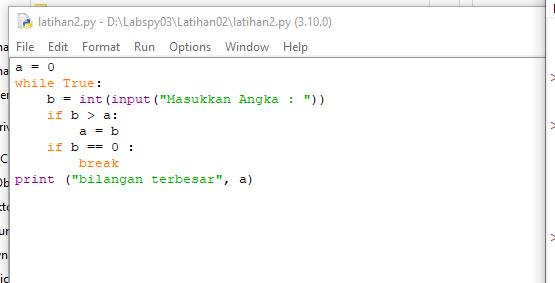 latihan2.py - D:\Labspy03\Latihan02\latihan2.py (3.10.0)
File Edit Format Run Options Window Help
a = 0
while True:
    b = int(input("Masukkan Angka : "))
    if b > a:
        a = b
    if b == 0 :
        break
print ("bilangan terbesar", a)